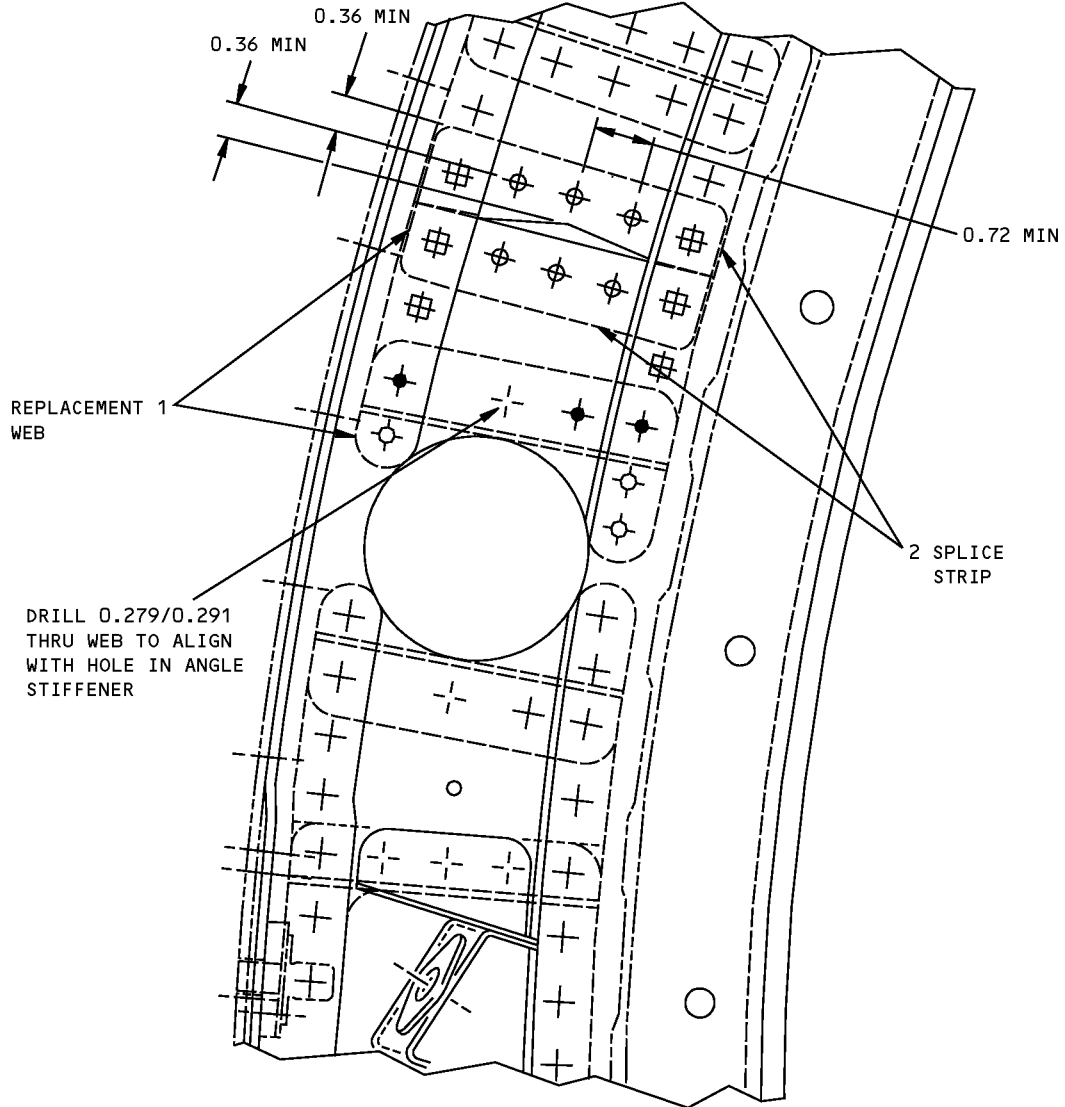 0.36 MIN
0.36 MIN
0.72 MIN
REPLACEMENT 1
WEB
2 SPLICE
STRIP
DRILL 0.279/0.291
THRU WEB TO ALIGN
WITH HOLE IN ANGLE
STIFFENER